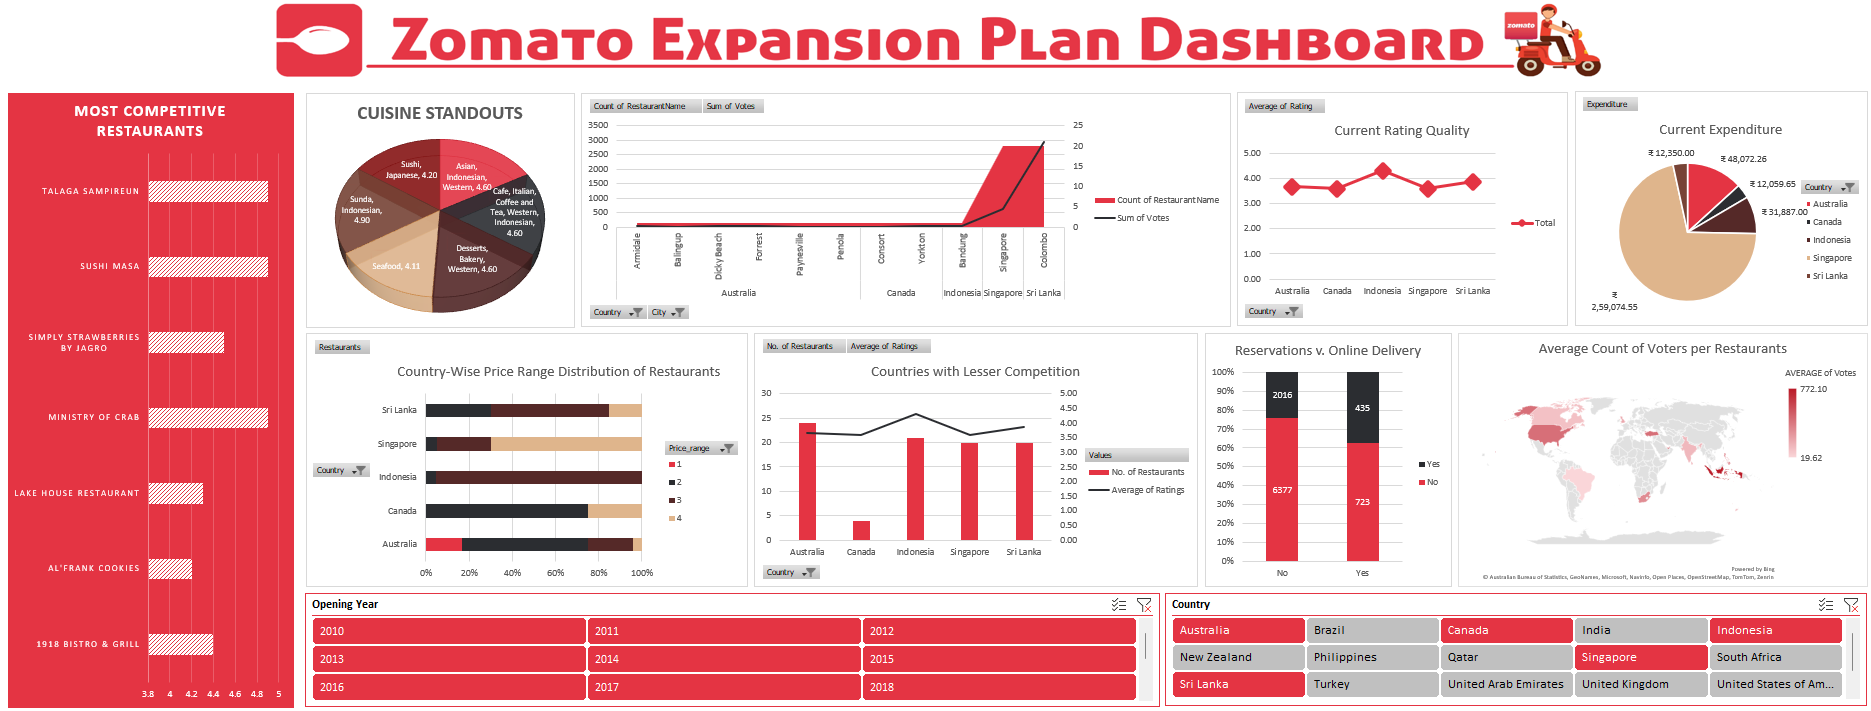 Zomato Expansion Plan Dashboard
zomato
MOST COMPETITIVE
RESTAURANTS
TALAGA SAMPIREUN
SUSHI MASA
SIMPLY STRAWBERRIES
BY JAGRO
MINISTRY OF CRAB
LAKE HOUSE RESTAURANT
AL'FRANK COOKIES
1918 BISTRO & GRILL
3.8 4 4.2 4.4 4.6 4.8 5
CUISINE STANDOUTS
Sushi,
Japanese, 4.20
Asian,
Indonesian,
Western, 4.60
Cafe, Italian,
Coffee and
Tea, Western,
Indonesian,
4.60
Sunda,
Indonesian,
4.90
Desserts,
Bakery,
Western, 4.60
Seafood, 4.11
Count of RestaurantName Sum of Votes
3500
3000
2500
2000
1500
1000
500
0
25
20
15
10
5
0
Armidale
Balingup
Dicky Beach
Forrest
Paynesville
Penola
Consort
Yorkton
Bandung
Singapore
Colombo
Australia Canada Indonesia Singapore Sri Lanka
Count of RestaurantName
Sum of Votes
Country City
Average of Rating
Current Rating Quality
5.00
4.00
3.00
2.00
1.00
0.00
Australia Canada Indonesia Singapore Sri Lanka
Total
Country
Expenditure
Current Expenditure
₹ 12,350.00
₹ 48,072.26
₹ 12,059.65
₹ 31,887.00
₹
2,59,074.55
Country
Australia
Canada
Indonesia
Singapore
Sri Lanka
Restaurants
Country-Wise Price Range Distribution of Restaurants
Sri Lanka
Singapore
Indonesia
Canada
Australia
0% 20% 40% 60% 80% 100%
Country
Price_range
1
2
3
4
No. of Restaurants Average of Ratings
Countries with Lesser Competition
30
25
20
15
10
5
0
5.00
4.50
4.00
3.50
3.00
2.50
2.00
1.50
1.00
0.50
0.00
Australia Canada Indonesia Singapore Sri Lanka
Values
No. of Restaurants
Average of Ratings
Country
Reservations v. Online Delivery
100%
90%
80%
70%
60%
50%
40%
30%
20%
10%
0%
2016
435
6377
723
No Yes
Yes
No
Average Count of Voters per Restaurants
AVERAGE of Votes
772.10
19.62
Powered by Bing
© Australian Bureau of Statistics, GeoNames, Microsoft, Navinfo, Open Places, OpenStreetMap, TomTom, Zenrin
Opening Year
2010 2011 2012
2013 2014 2015
2016 2017 2018
Country
Australia Brazil Canada India Indonesia
New Zealand Philippines Qatar Singapore South Africa
Sri Lanka Turkey United Arab Emirates United Kingdom United States of Am...